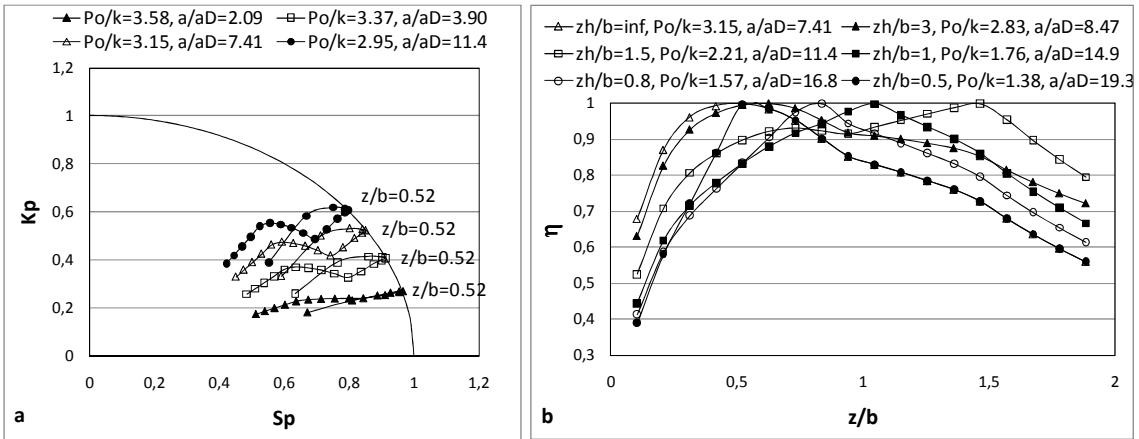 Po/k=3.58, a/aD=2.09 Po/k=3.37, a/aD=3.90
Po/k=3.15, a/aD=7.41 Po/k=2.95, a/aD=11.4
1,2
1
0,8
0,6
0,4
0,2
0
Kp
z/b=0.52
z/b=0.52
z/b=0.52
z/b=0.52
0 0,2 0,4 0,6 0,8 1 1,2
a
Sp
zh/b=inf, Po/k=3.15, a/aD=7.41 zh/b=3, Po/k=2.83, a/aD=8.47
zh/b=1.5, Po/k=2.21, a/aD=11.4 zh/b=1, Po/k=1.76, a/aD=14.9
zh/b=0.8, Po/k=1.57, a/aD=16.8 zh/b=0.5, Po/k=1.38, a/aD=19.3
1
0,9
0,8
0,7
0,6
0,5
0,4
0,3
η
0 0,5 1 1,5 2
b
z/b